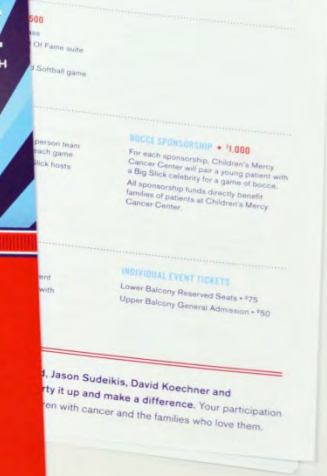 500
Of Fame suite
d Softball game
H
person team
each game
Slick hosts
BOCCE SPONSORSHIP • $1,000
For each sponsorship, Children's Mercy
Cancer Center will pair a young patient with
a Big Slick celebrity for a game of bocce.
All sponsorship funds directly benefit
families of patients at Children's Mercy
Cancer Center.
ent
with
INDIVIDUAL EVENT TICKETS
Lower Balcony Reserved Seats • $75
Upper Balcony General Admission • $50
d, Jason Sudeikis, David Koechner and
rty it up and make a difference. Your participation
ren with cancer and the families who love them.